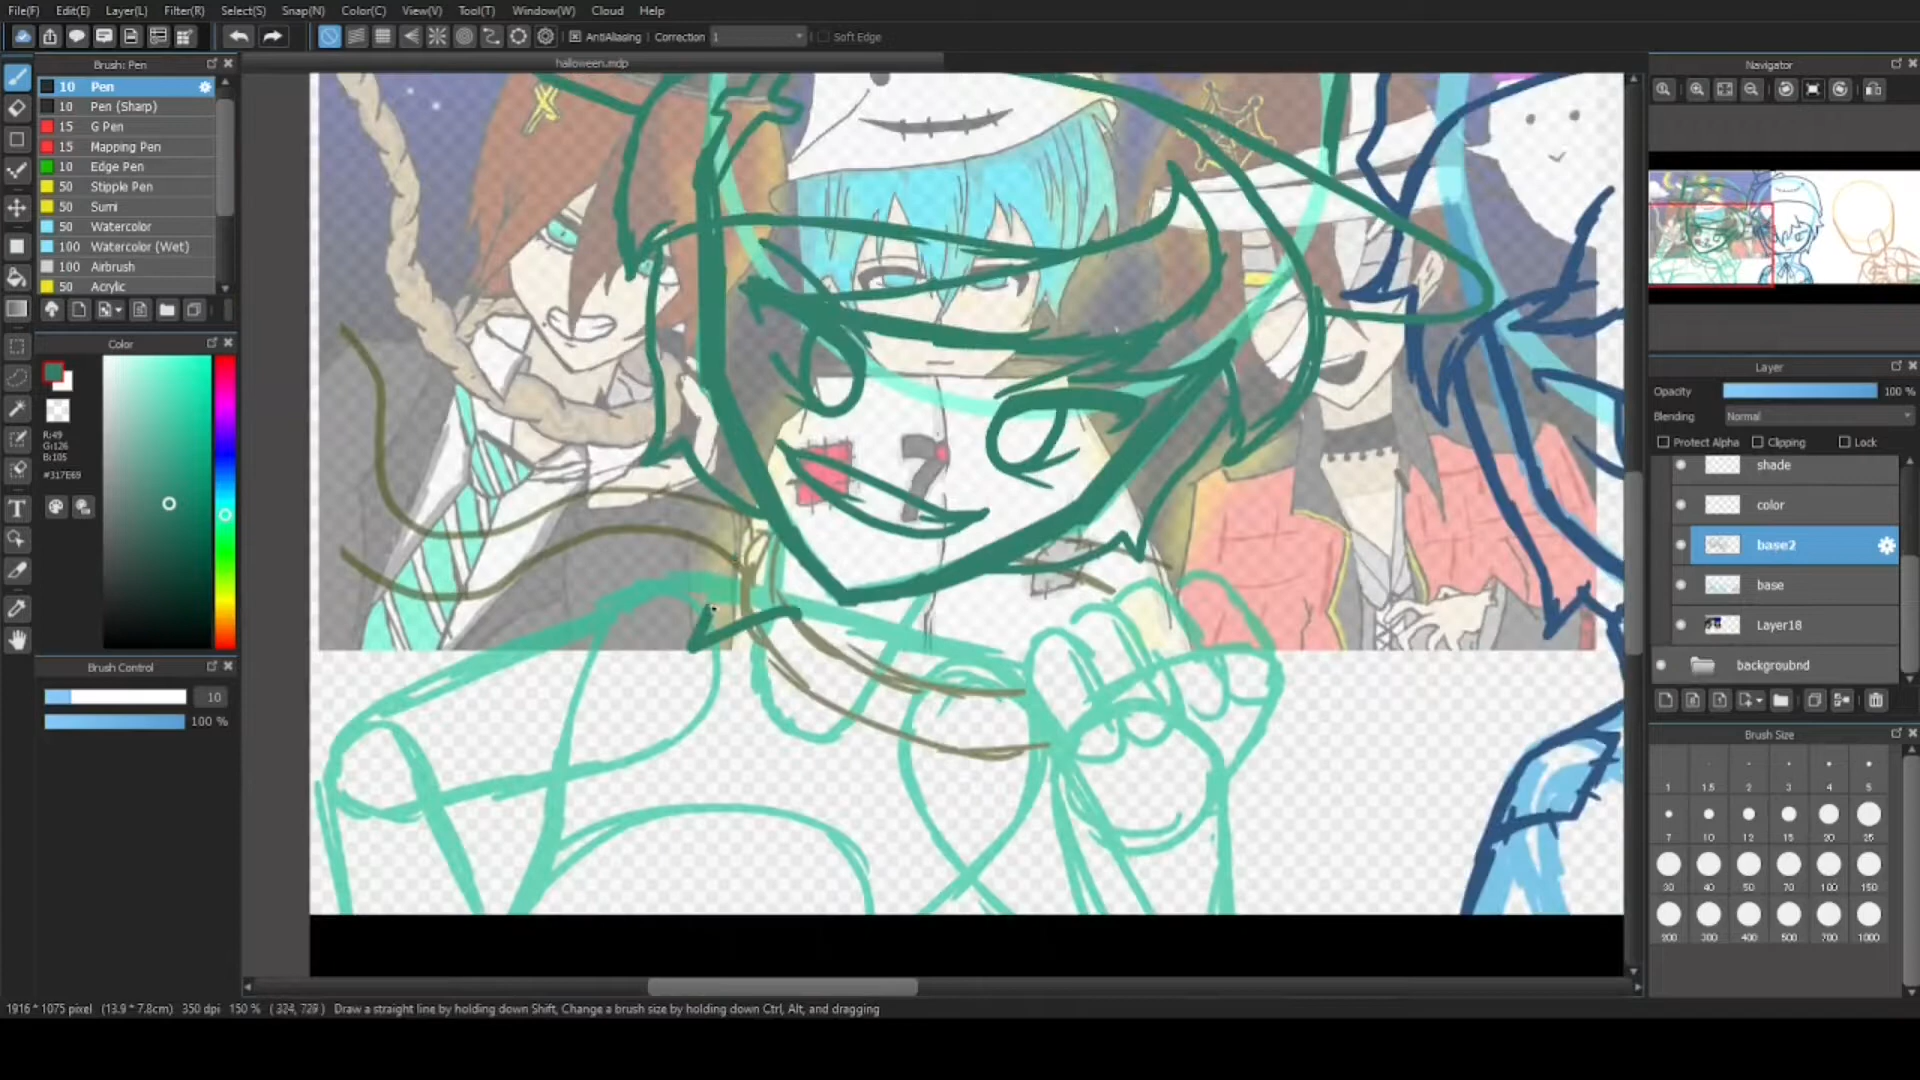 File(F) Edit(E) Layer(L) Filter(R) Select(S) Snap(N) Color(C) View(V) Tool(T) Window(W) Cloud Help
AntiAliasing Correction 1 Soft Edge
Brush: Pen
halloween.mdp
Navigator
10 Pen
10 Pen (Sharp)
15 G Pen
15 Mapping Pen
10 Edge Pen
50 Stipple Pen
50 Sumi
50 Watercolor
100 Watercolor (Wet)
100 Airbrush
50 Acrylic
Color
R:49
G:126
B:105
#317E69
Brush Control
10
100 %
7
Layer
Opacity 100 %
Blending Normal
Protect Alpha Clipping Lock
shade
color
base2
base
Layer18
backgroubnd
Brush Size
1 1.5 2 3 4 5
7 10 12 15 20 25
30 40 50 70 100 150
200 300 400 500 700 1000
1916 * 1075 pixel (13.9 * 7.8cm) 350 dpi 150 % ( 324, 729 ) Draw a straight line by holding down Shift, Change a brush size by holding down Ctrl, Alt, and dragging